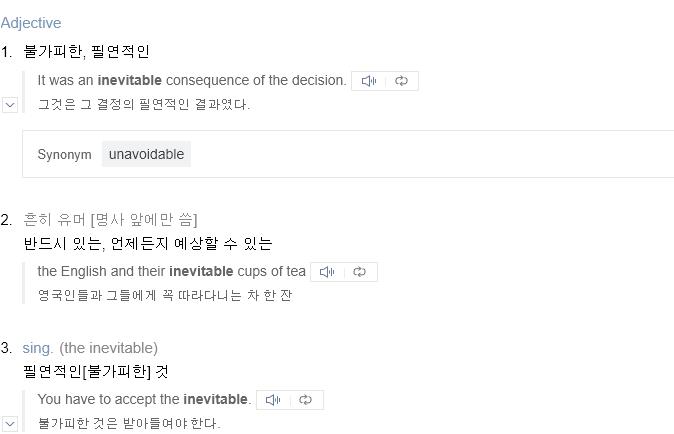 Adjective
1. 불가피한, 필연적인
It was an inevitable consequence of the decision.
그것은 그 결정의 필연적인 결과였다.
Synonym unavoidable
2. 흔히 유머 [명사 앞에만 씀]
반드시 있는, 언제든지 예상할 수 있는
the English and their inevitable cups of tea
영국인들과 그들에게 꼭 따라다니는 차 한 잔
3. sing. (the inevitable)
필연적인[불가피한] 것
You have to accept the inevitable.
불가피한 것은 받아들여야 한다.